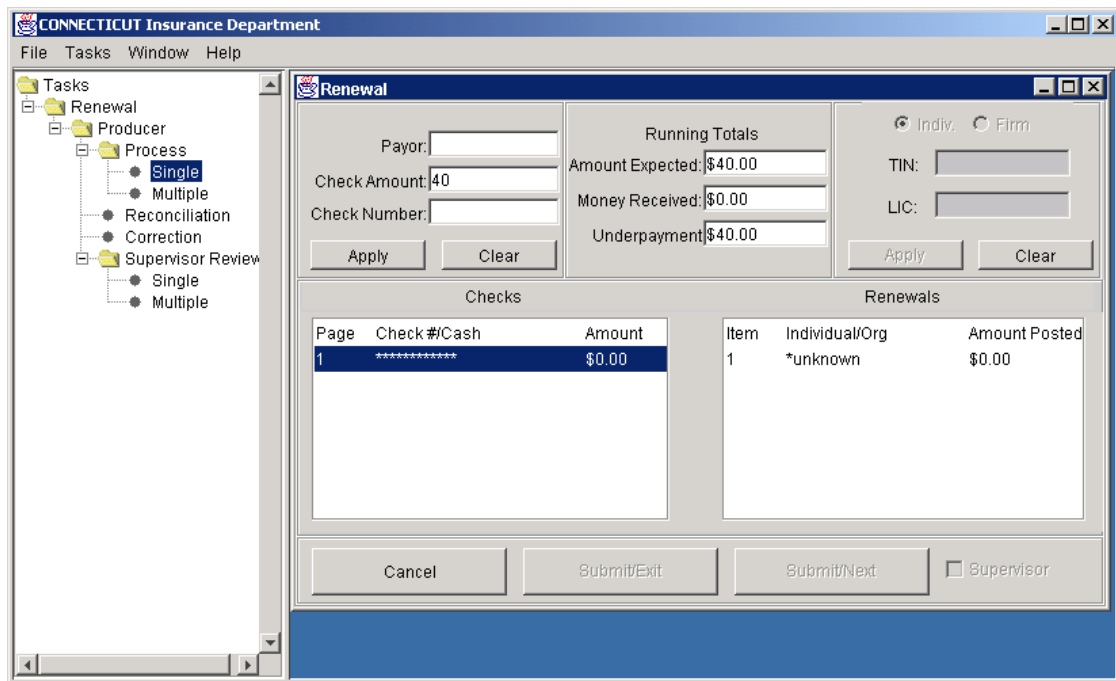 CONNECTICUT Insurance Department
File Tasks Window Help
Tasks
Renewal
Producer
Process
Single
Multiple
Reconciliation
Correction
Supervisor Review
Single
Multiple
Renewal
Payor:
Check Amount: 40
Check Number:
Apply Clear
Running Totals
Amount Expected: $40.00
Money Received: $0.00
Underpayment $40.00
Indiv. Firm
TIN:
LIC:
Apply Clear
Checks
Page Check #/Cash Amount
1 ************ $0.00
Renewals
Item Individual/Org Amount Posted
1 *unknown $0.00
Cancel Submit/Exit Submit/Next Supervisor